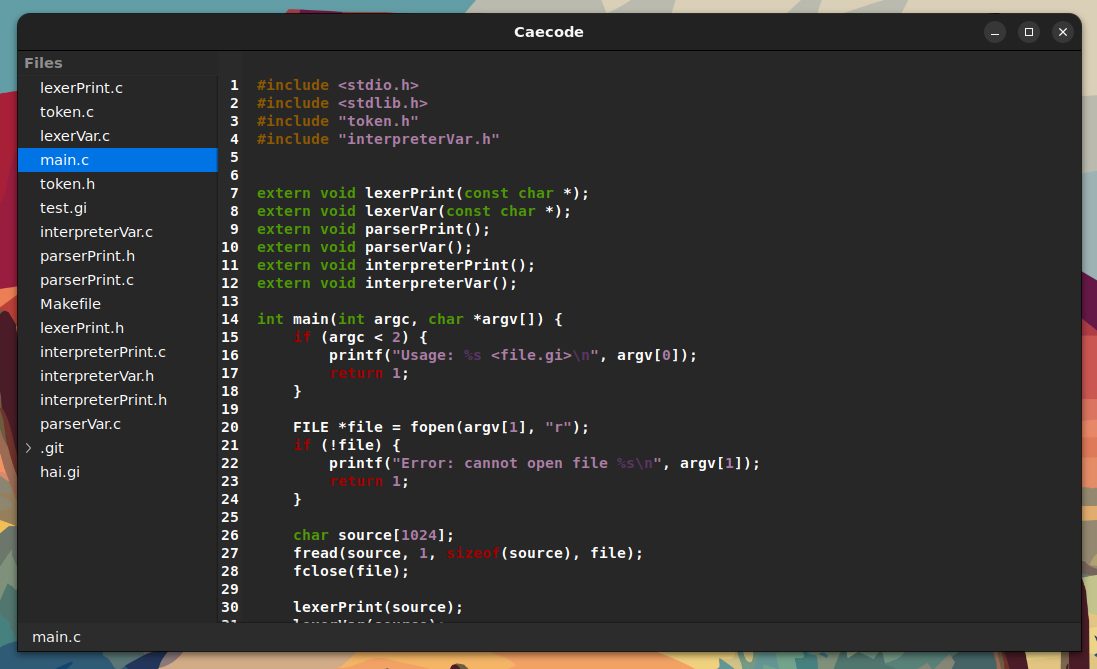 Caecode
Files
lexerPrint.c
token.c
lexerVar.c
main.c
token.h
test.gi
interpreterVar.c
parserPrint.h
parserPrint.c
Makefile
lexerPrint.h
interpreterPrint.c
interpreterVar.h
interpreterPrint.h
parserVar.c
.git
hai.gi
1 #include <stdio.h>
2 #include <stdlib.h>
3 #include "token.h"
4 #include "interpreterVar.h"
5
6
7 extern void lexerPrint(const char *);
8 extern void lexerVar(const char *);
9 extern void parserPrint();
10 extern void parserVar();
11 extern void interpreterPrint();
12 extern void interpreterVar();
13
14 int main(int argc, char *argv[]) {
15     if (argc < 2) {
16         printf("Usage: %s <file.gi>\n", argv[0]);
17         return 1;
18     }
19
20     FILE *file = fopen(argv[1], "r");
21     if (!file) {
22         printf("Error: cannot open file %s\n", argv[1]);
23         return 1;
24     }
25
26     char source[1024];
27     fread(source, 1, sizeof(source), file);
28     fclose(file);
29
30     lexerPrint(source);
31     lexerVar(source);
main.c